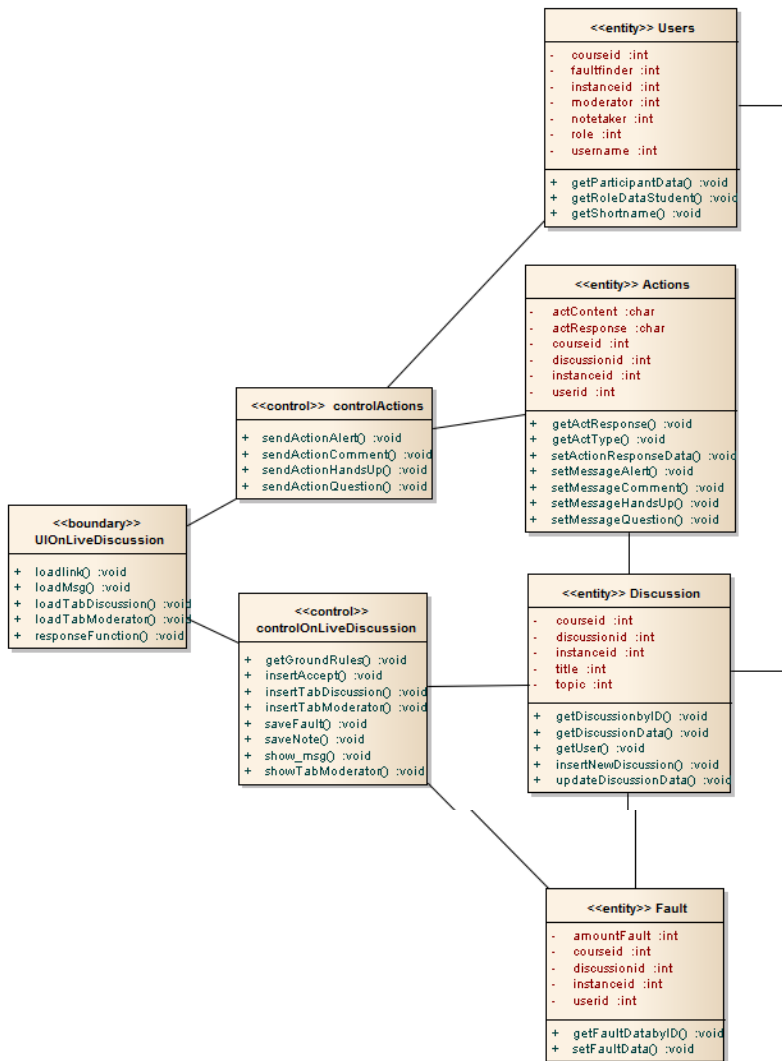 <<entity>> Users
- courseid :int
- faultfinder :int
- instanceid :int
- moderator :int
- notetaker :int
- role :int
- username :int
+ getParticipantData() :void
+ getRoleDataStudent() :void
+ getShortname() :void
<<entity>> Actions
- actContent :char
- actResponse :char
- courseid :int
- discussionid :int
- instanceid :int
- userid :int
+ getActResponse() :void
+ getActType() :void
+ setActionResponseData() :void
+ setMessageAlert() :void
+ setMessageComment() :void
+ setMessageHandsUp() :void
+ setMessageQuestion() :void
<<control>> controlActions
+ sendActionAlert() :void
+ sendActionComment() :void
+ sendActionHandsUp() :void
+ sendActionQuestion() :void
<<boundary>>
UIOnLiveDiscussion
+ loadlink() :void
+ loadMsg() :void
+ loadTabDiscussion() :void
+ loadTabModerator() :void
+ responseFunction() :void
<<control>>
controlOnLiveDiscussion
+ getGroundRules() :void
+ insertAccept() :void
+ insertTabDiscussion() :void
+ insertTabModerator() :void
+ saveFault() :void
+ saveNote() :void
+ show_msg() :void
+ showTabModerator() :void
<<entity>> Discussion
- courseid :int
- discussionid :int
- instanceid :int
- title :int
- topic :int
+ getDiscussionbyID() :void
+ getDiscussionData() :void
+ getUser() :void
+ insertNewDiscussion() :void
+ updateDiscussionData() :void
<<entity>> Fault
- amountFault :int
- courseid :int
- discussionid :int
- instanceid :int
- userid :int
+ getFaultDatabyID() :void
+ setFaultData() :void